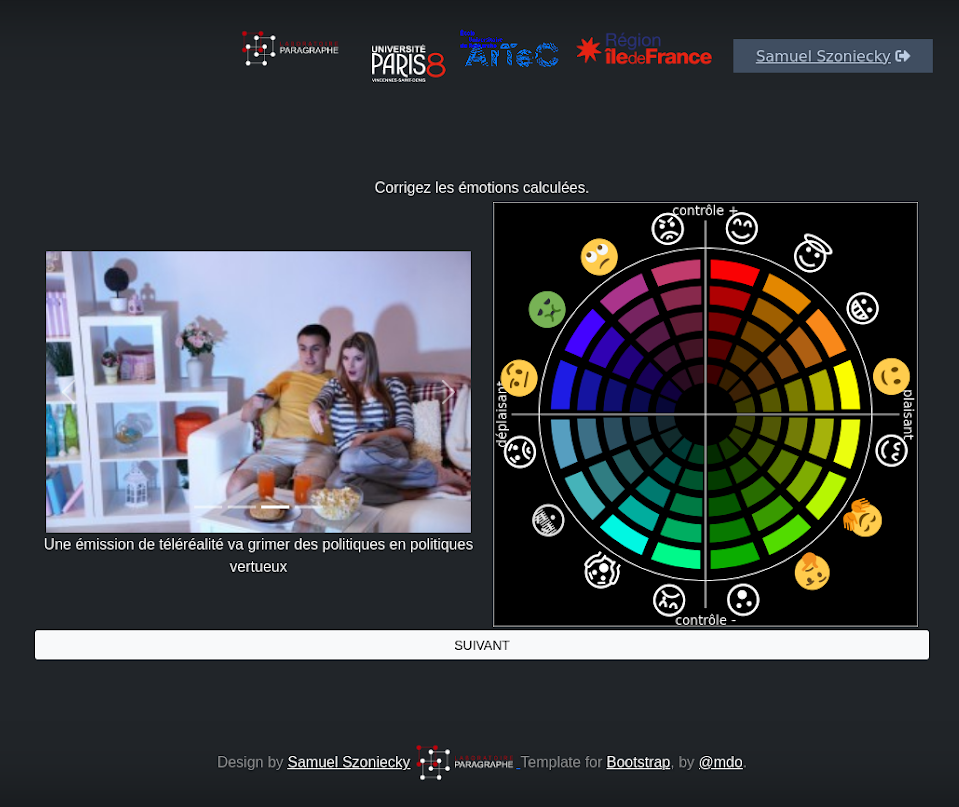 PARAGRAPHE
UNIVERSITÉ
PARIS8
VINCENNES-SAINT-DENIS
ArTeC
Région
îledeFrance
Samuel Szoniecky
Corrigez les émotions calculées.
contrôle +
déplaisant
plaisant
contrôle -
Une émission de téléréalité va grimer des politiques en politiques
vertueux
SUIVANT
Design by Samuel Szoniecky PARAGRAPHE Template for Bootstrap, by @mdo.